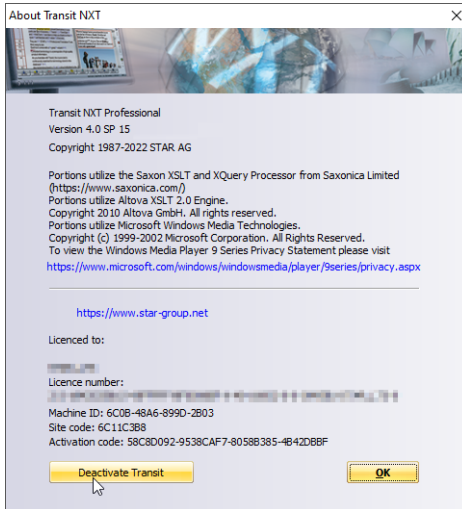 About Transit NXT
Transit NXT Professional
Version 4.0 SP 15
Copyright 1987-2022 STAR AG
Portions utilize the Saxon XSLT and XQuery Processor from Saxonica Limited
(https://www.saxonica.com/)
Portions utilize Altova XSLT 2.0 Engine.
Copyright 2010 Altova GmbH. All rights reserved.
Portions utilize Microsoft Windows Media Technologies.
Copyright (c) 1999-2002 Microsoft Corporation. All Rights Reserved.
To view the Windows Media Player 9 Series Privacy Statement please visit
https://www.microsoft.com/windows/windowsmedia/player/9series/privacy.aspx
https://www.star-group.net
Licenced to:
Licence number:
Machine ID: 6C0B-48A6-899D-2B03
Site code: 6C11C3B8
Activation code: 58C8D092-9538CAF7-8058B385-4B42DBBF
Deactivate Transit
OK